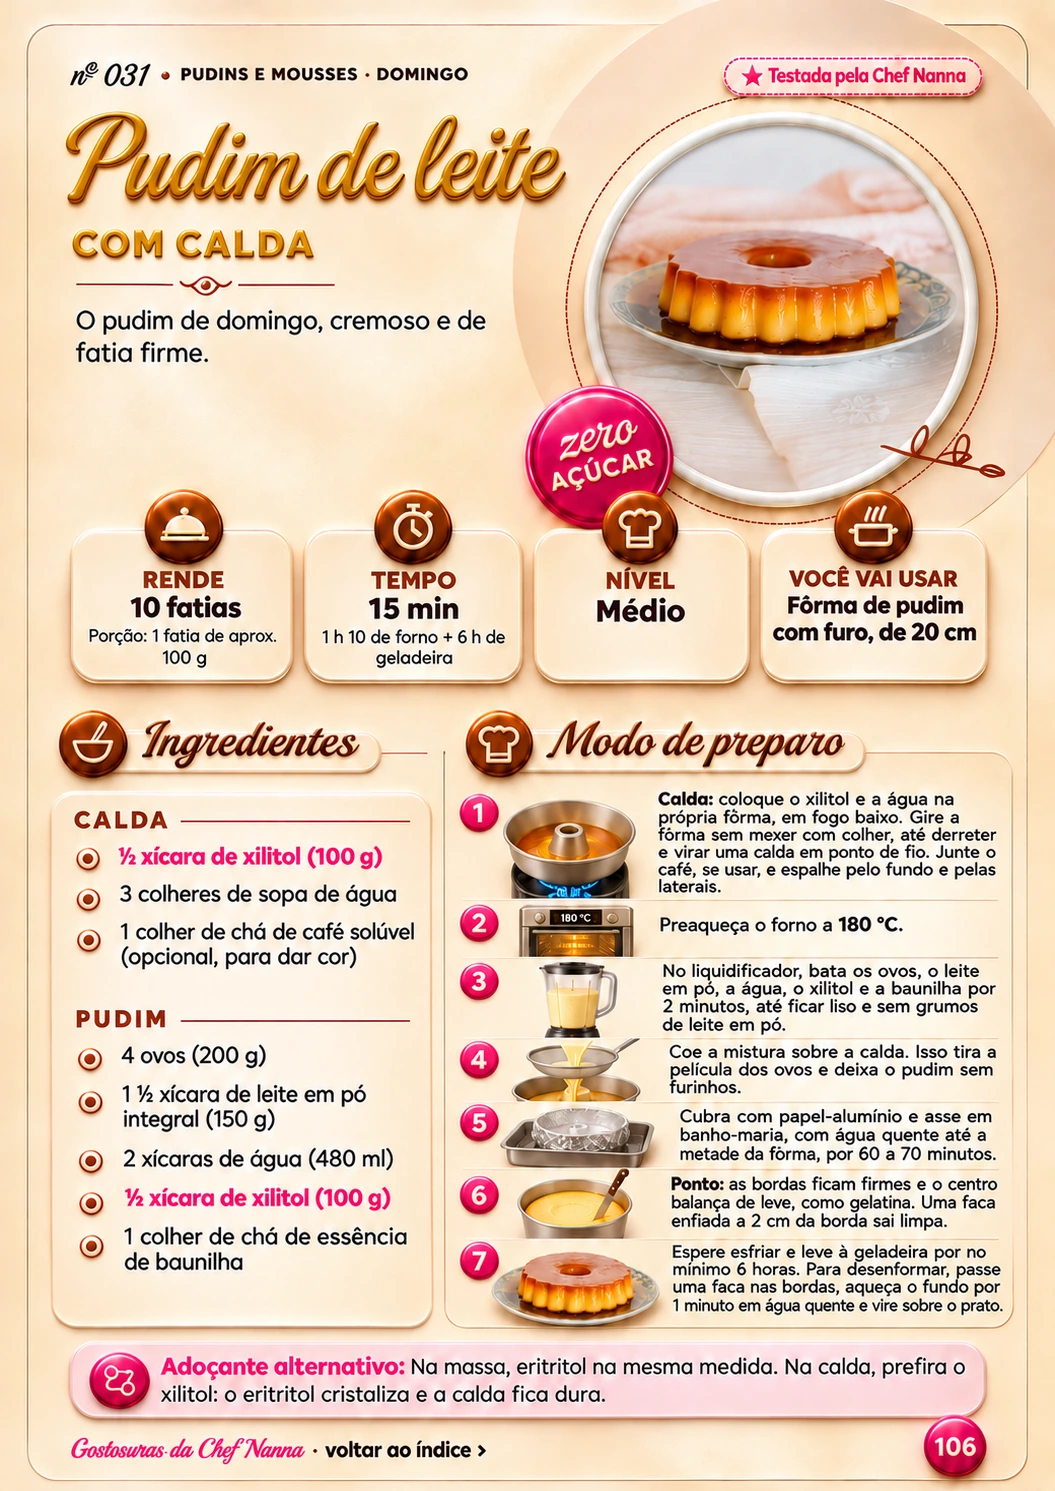 nº 031 • PUDINS E MOUSSES · DOMINGO
★ Testada pela Chef Nanna
Pudim de leite
COM CALDA
O pudim de domingo, cremoso e de
fatia firme.
zero
AÇÚCAR
RENDE
10 fatias
Porção: 1 fatia de aprox.
100 g
TEMPO
15 min
1 h 10 de forno + 6 h de
geladeira
NÍVEL
Médio
VOCÊ VAI USAR
Fôrma de pudim
com furo, de 20 cm
Ingredientes
CALDA
½ xícara de xilitol (100 g)
3 colheres de sopa de água
1 colher de chá de café solúvel
(opcional, para dar cor)
PUDIM
4 ovos (200 g)
1 ½ xícara de leite em pó
integral (150 g)
2 xícaras de água (480 ml)
½ xícara de xilitol (100 g)
1 colher de chá de essência
de baunilha
Modo de preparo
1
Calda: coloque o xilitol e a água na
própria fôrma, em fogo baixo. Gire a
fôrma sem mexer com colher, até derreter
e virar uma calda em ponto de fio. Junte o
café, se usar, e espalhe pelo fundo e pelas
laterais.
2
180 °C
Preaqueça o forno a 180 °C.
3
No liquidificador, bata os ovos, o leite
em pó, a água, o xilitol e a baunilha por
2 minutos, até ficar liso e sem grumos
de leite em pó.
4
Coe a mistura sobre a calda. Isso tira a
película dos ovos e deixa o pudim sem
furinhos.
5
Cubra com papel-alumínio e asse em
banho-maria, com água quente até a
metade da fôrma, por 60 a 70 minutos.
6
Ponto: as bordas ficam firmes e o centro
balança de leve, como gelatina. Uma faca
enfiada a 2 cm da borda sai limpa.
7
Espere esfriar e leve à geladeira por no
mínimo 6 horas. Para desenformar, passe
uma faca nas bordas, aqueça o fundo por
1 minuto em água quente e vire sobre o prato.
Adoçante alternativo: Na massa, eritritol na mesma medida. Na calda, prefira o
xilitol: o eritritol cristaliza e a calda fica dura.
Gostosuras da Chef Nanna · voltar ao índice ›
106